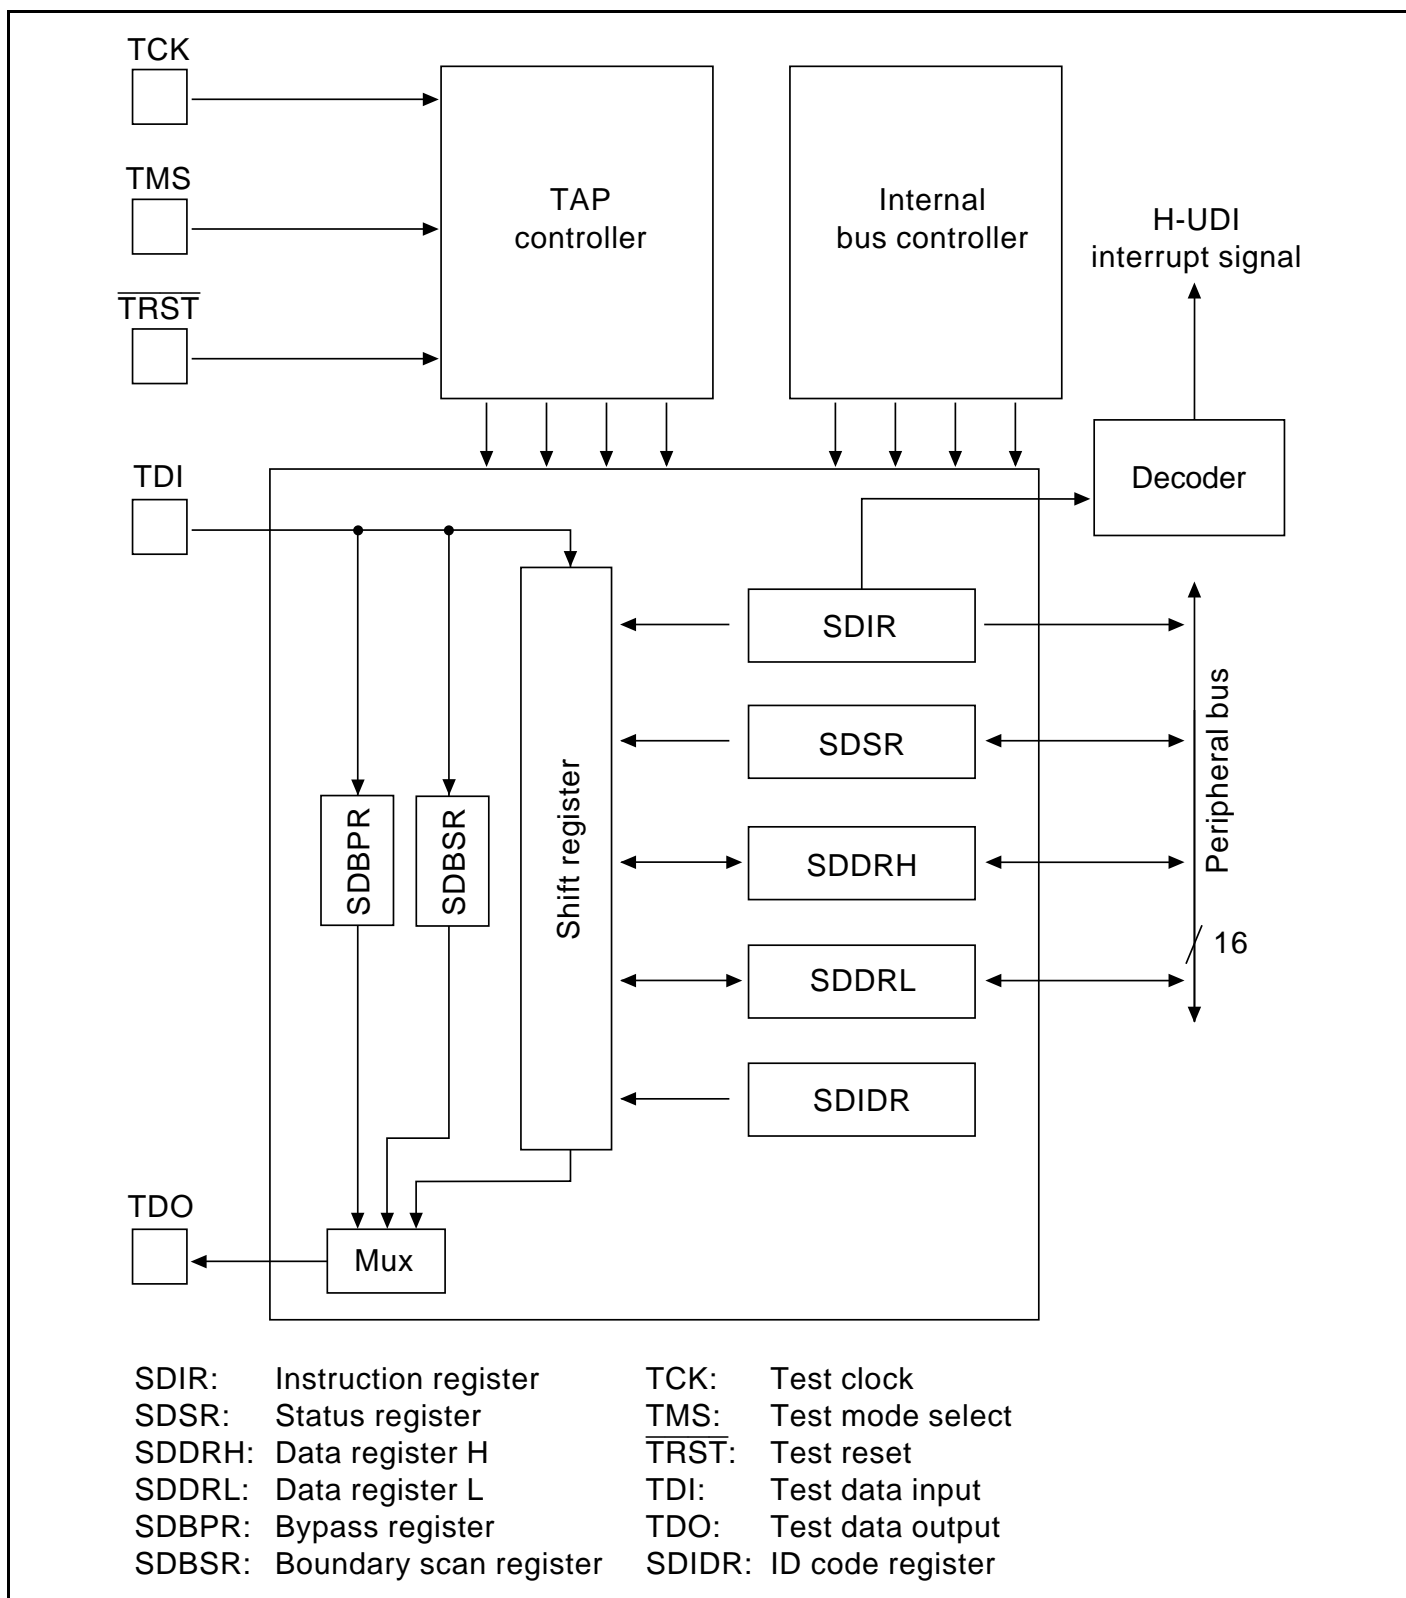 TCK
TMS
T̅R̅S̅T̅
TDI
TDO
TAP
controller
Internal
bus controller
H-UDI
interrupt signal
Decoder
SDBPR
SDBSR
Shift register
SDIR
SDSR
SDDRH
SDDRL
SDIDR
Peripheral bus
16
Mux
SDIR: Instruction register
SDSR: Status register
SDDRH: Data register H
SDDRL: Data register L
SDBPR: Bypass register
SDBSR: Boundary scan register
TCK: Test clock
TMS: Test mode select
T̅R̅S̅T̅: Test reset
TDI: Test data input
TDO: Test data output
SDIDR: ID code register